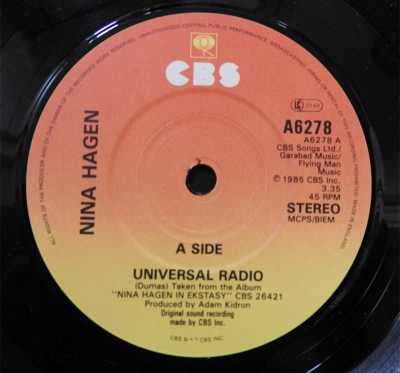 CBS
NINA HAGEN
A6278
A6278 A
CBS Songs Ltd./
Garabad Music/
Flying Man
Music
℗ 1985 CBS Inc.
3.35
45 RPM
STEREO
MCPS/BIEM
A SIDE
UNIVERSAL RADIO
(Dumas) Taken from the Album
"NINA HAGEN IN EKSTASY" CBS 26421
Produced by Adam Kidron
Original sound recording
made by CBS Inc.